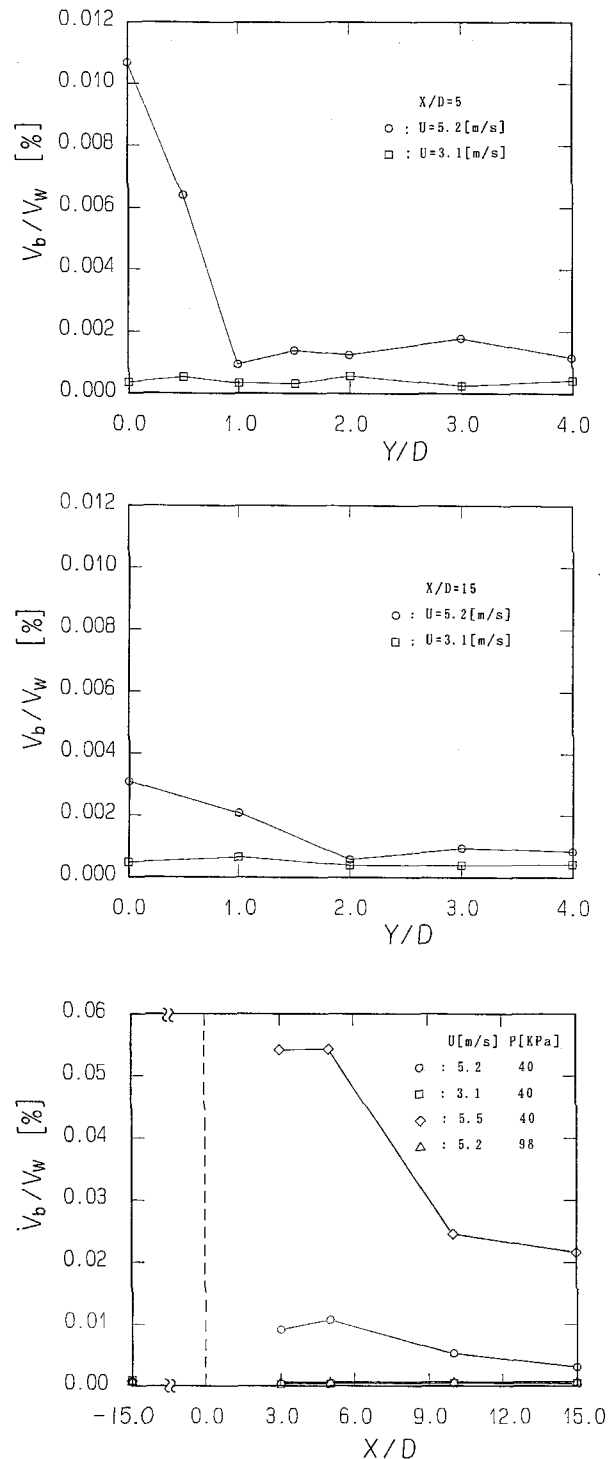 0.012
0.010
0.008
0.006
0.004
0.002
0.000
V_b/V_w [%]
X/D=5
○ : U=5.2[m/s]
□ : U=3.1[m/s]
0.0 1.0 2.0 3.0 4.0
Y/D
0.012
0.010
0.008
0.006
0.004
0.002
0.000
V_b/V_w [%]
X/D=15
○ : U=5.2[m/s]
□ : U=3.1[m/s]
0.0 1.0 2.0 3.0 4.0
Y/D
0.06
0.05
0.04
0.03
0.02
0.01
0.00
V_b/V_w [%]
U[m/s] P[KPa]
○ : 5.2 40
□ : 3.1 40
◇ : 5.5 40
△ : 5.2 98
-15.0 0.0 3.0 6.0 9.0 12.0 15.0
X/D